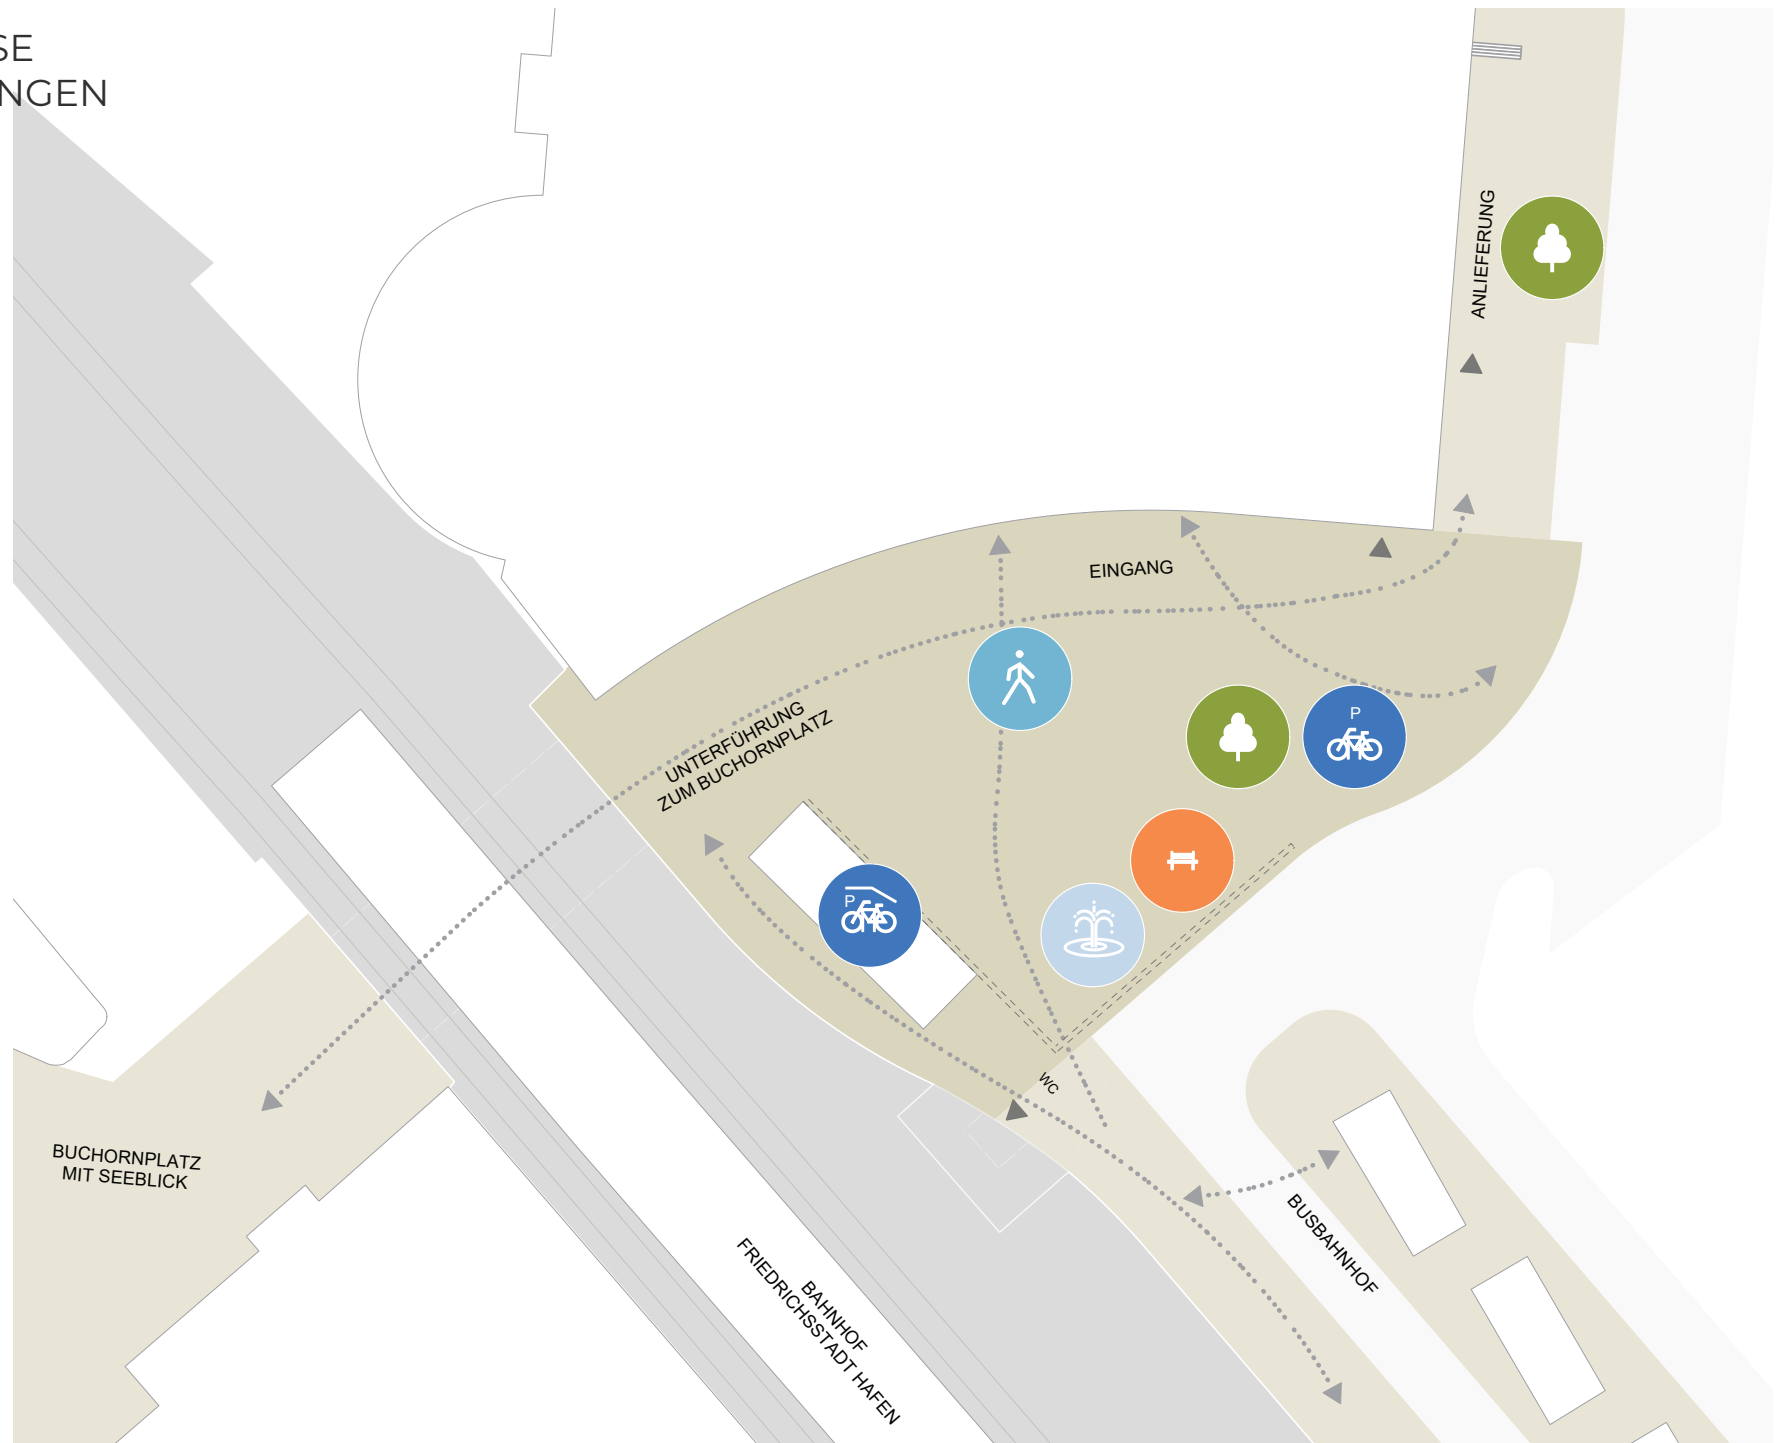 SE
NGEN
ANLIEFERUNG
EINGANG
UNTERFÜHRUNG
ZUM BUCHORNPLATZ
P
P
WC
BUCHORNPLATZ
MIT SEEBLICK
BUSBAHNHOF
BAHNHOF
FRIEDRICHSSTADT HAFEN